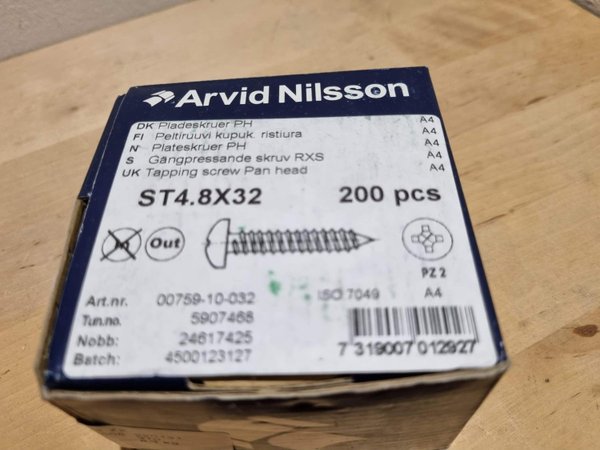 Arvid Nilsson
DK Pladeskruer PH A4
FI Peltiruuvi kupuk. ristiura A4
N Plateskruer PH A4
S Gängpressande skruv RXS A4
UK Tapping screw Pan head A4
ST4.8X32 200 pcs
In Out
PZ 2
Art.nr. 00759-10-032 ISO 7049 A4
Tun.no. 5907468
Nobb: 24617425
Batch: 4500123127
7 319007 012927